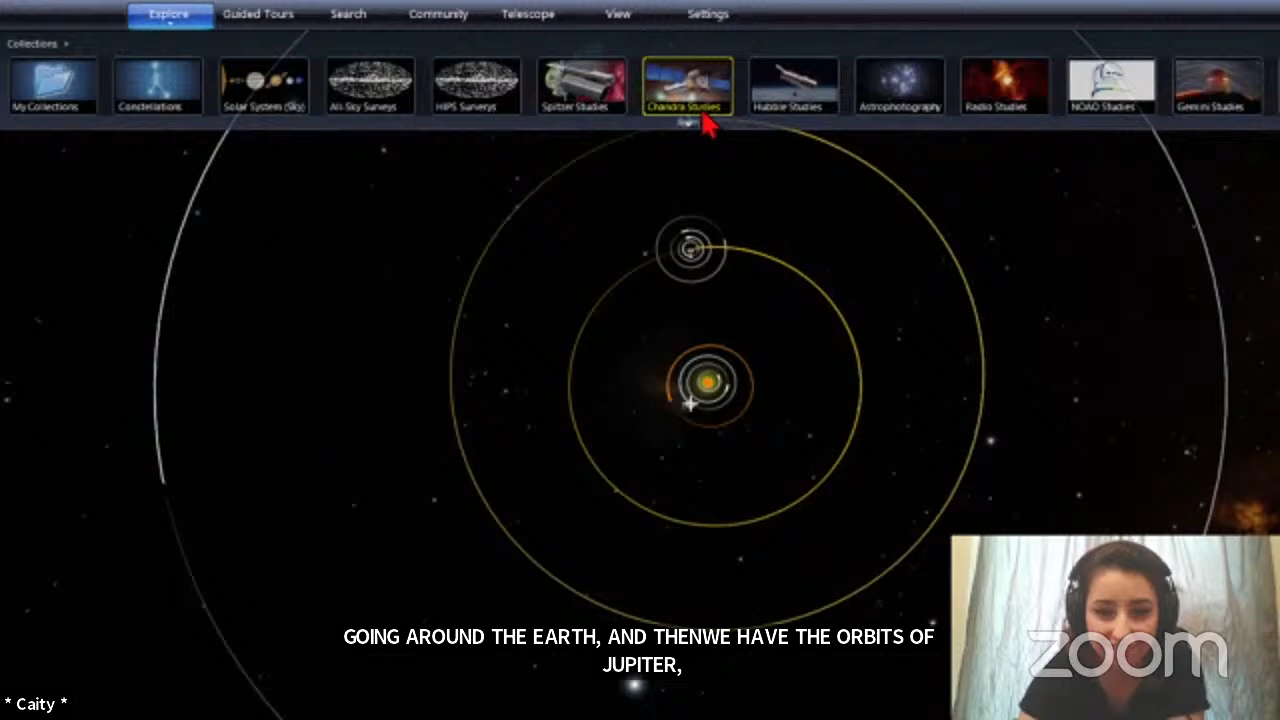 Explore
Guided Tours
Search
Community
Telescope
View
Settings
Collections
My Collections
Constellations
Solar System (Sky)
All-Sky Surveys
HiPS Surverys
Spitzer Studies
Chandra Studies
Hubble Studies
Astrophotography
Radio Studies
NOAO Studies
Gemini Studies
GOING AROUND THE EARTH, AND THENWE HAVE THE ORBITS OF
JUPITER,
zoom
* Caity *